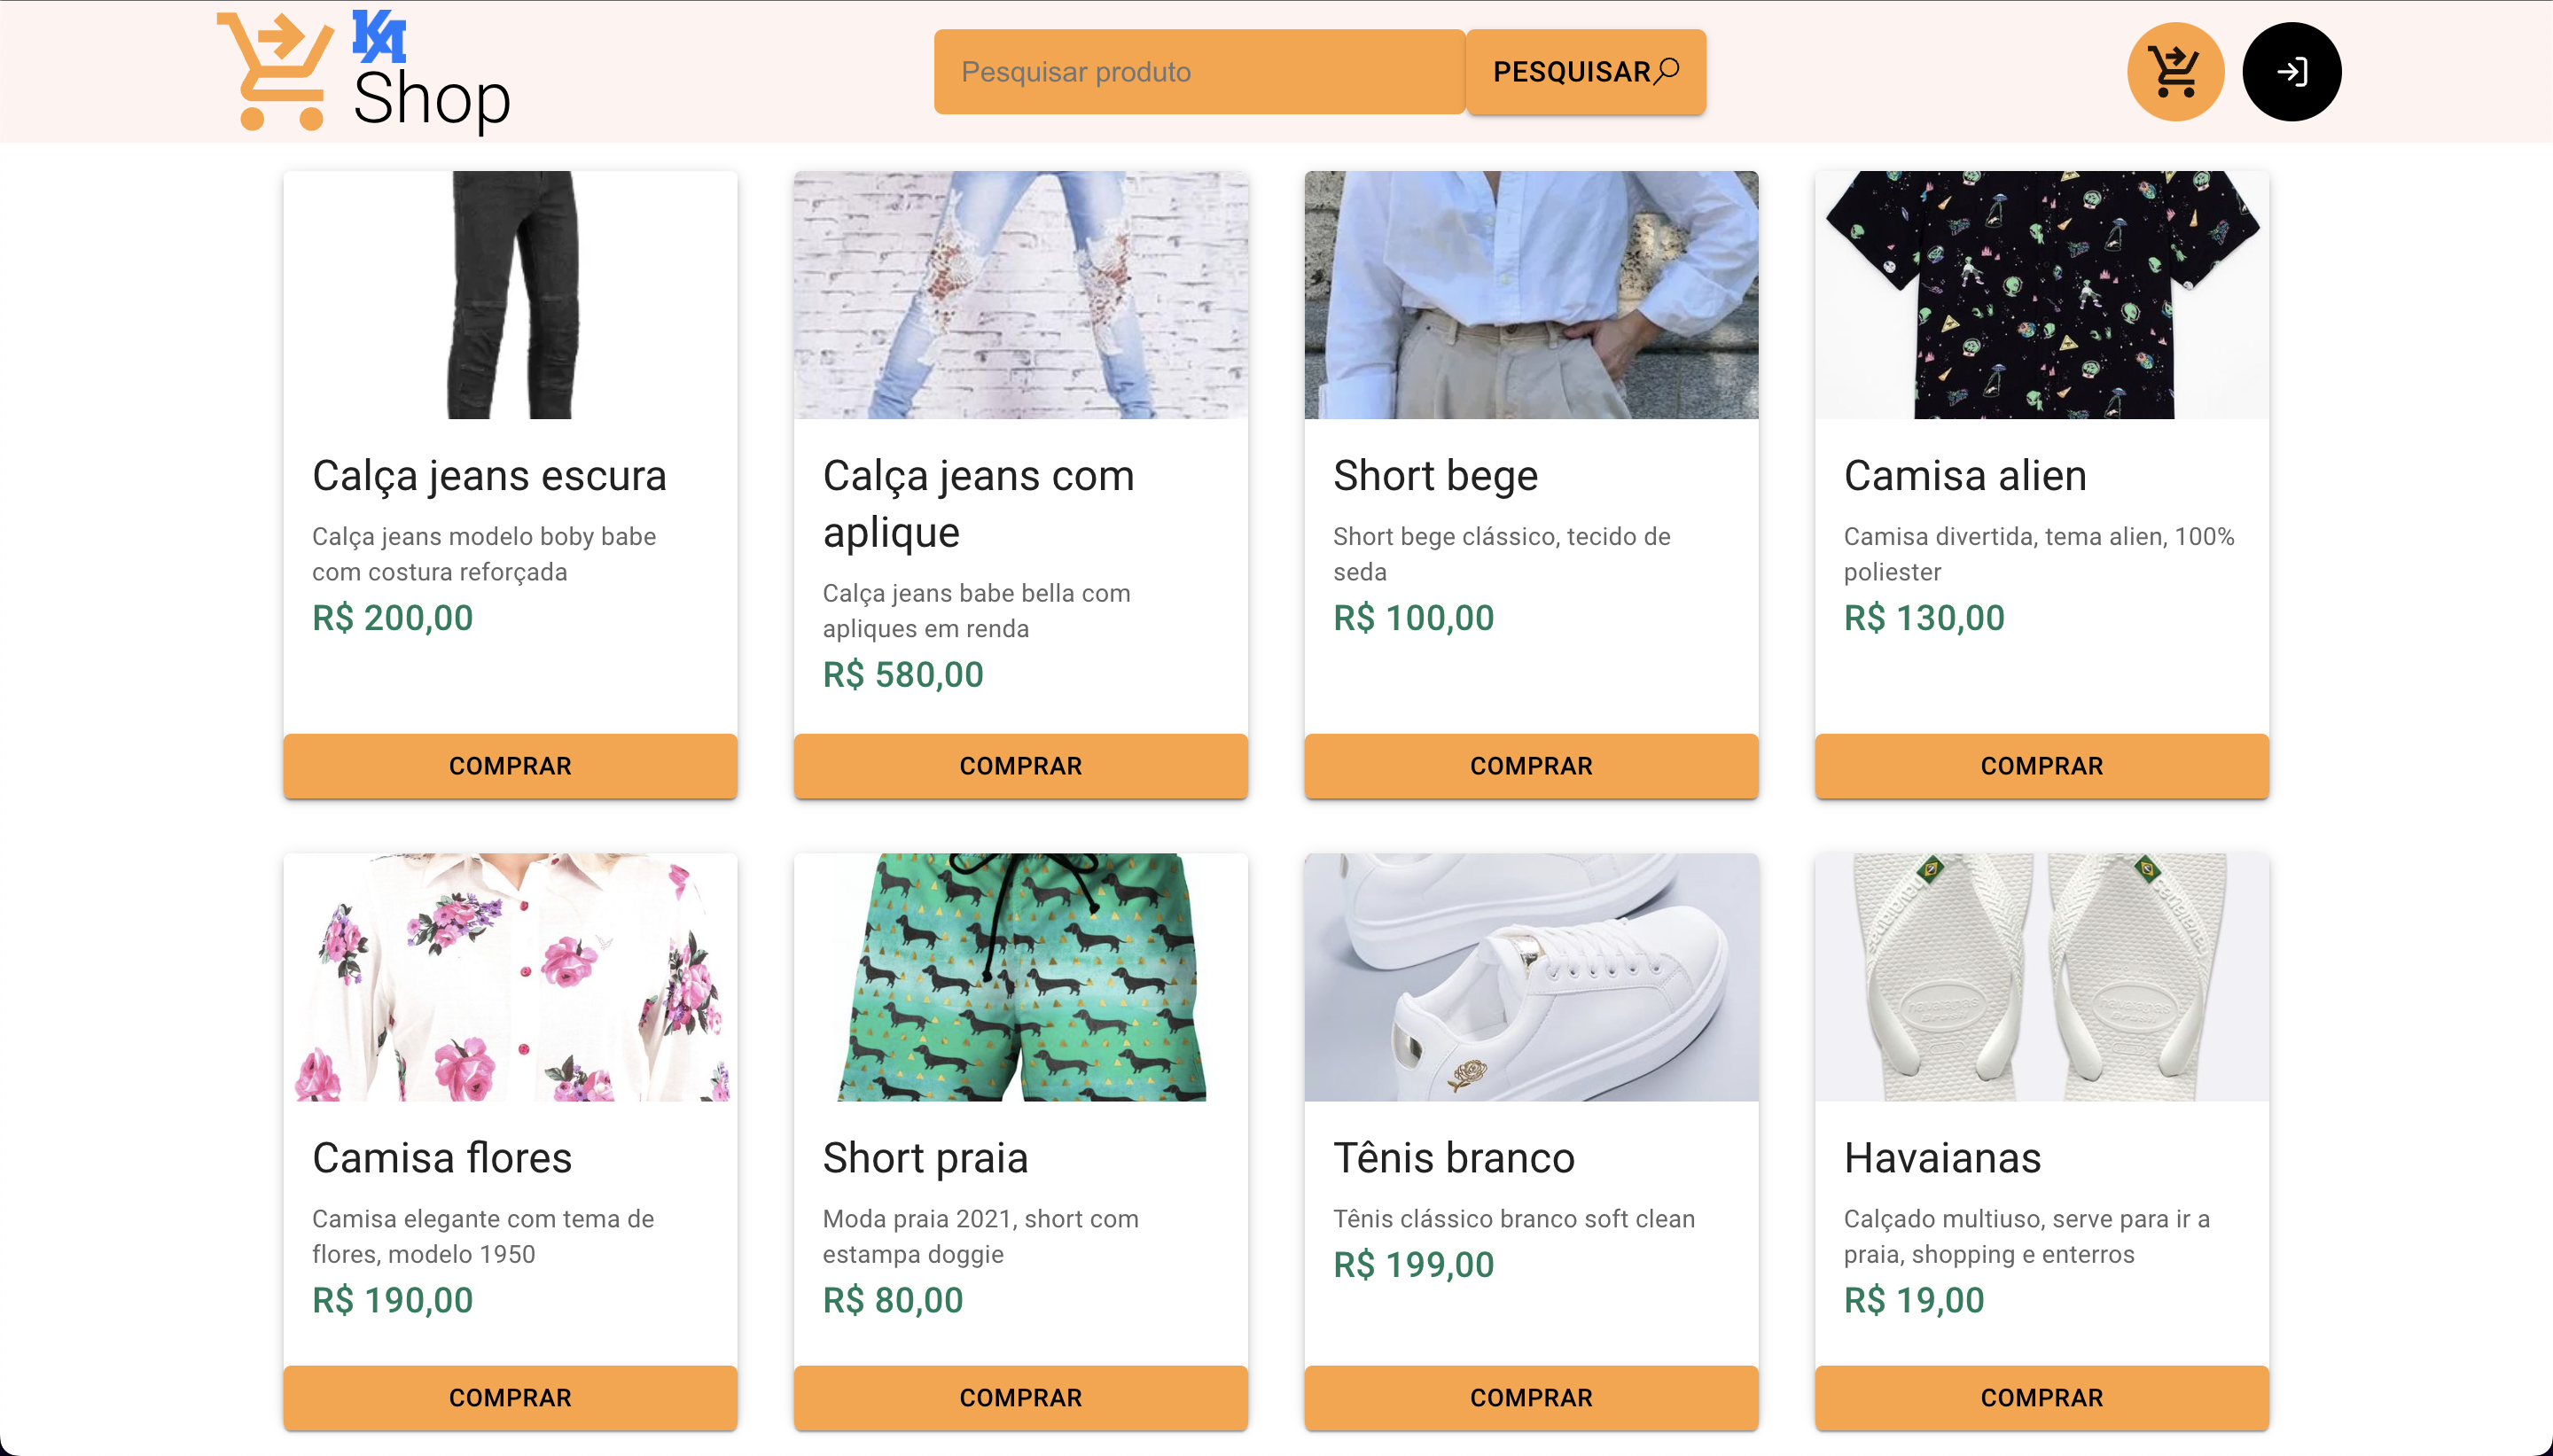 KA
Shop
Pesquisar produto
PESQUISAR
Calça jeans escura
Calça jeans modelo boby babe
com costura reforçada
R$ 200,00
COMPRAR
Calça jeans com
aplique
Calça jeans babe bella com
apliques em renda
R$ 580,00
COMPRAR
Short bege
Short bege clássico, tecido de
seda
R$ 100,00
COMPRAR
Camisa alien
Camisa divertida, tema alien, 100%
poliester
R$ 130,00
COMPRAR
Camisa flores
Camisa elegante com tema de
flores, modelo 1950
R$ 190,00
COMPRAR
Short praia
Moda praia 2021, short com
estampa doggie
R$ 80,00
COMPRAR
Tênis branco
Tênis clássico branco soft clean
R$ 199,00
COMPRAR
havaianas
havaianas
Havaianas
Calçado multiuso, serve para ir a
praia, shopping e enterros
R$ 19,00
COMPRAR